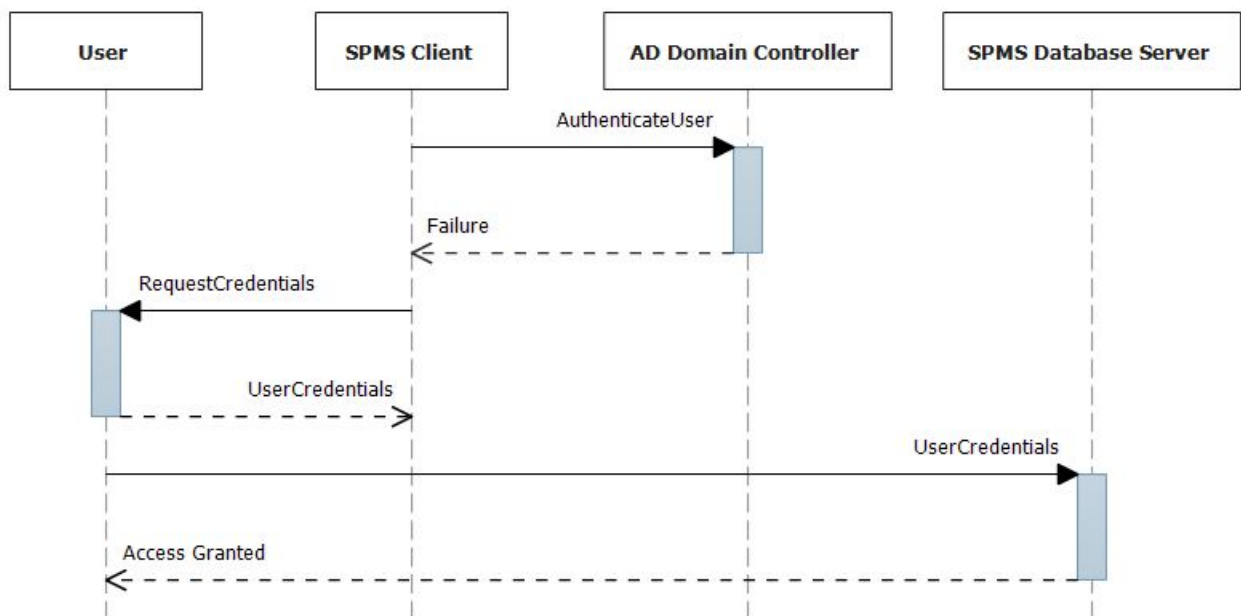 User
SPMS Client
AD Domain Controller
SPMS Database Server
AuthenticateUser
Failure
RequestCredentials
UserCredentials
UserCredentials
Access Granted